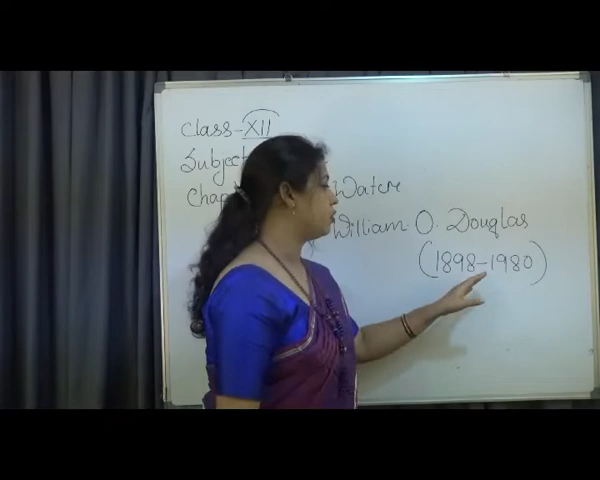 Class-XII
Subject
Chap Water
William O. Douglas
(1898-1980)